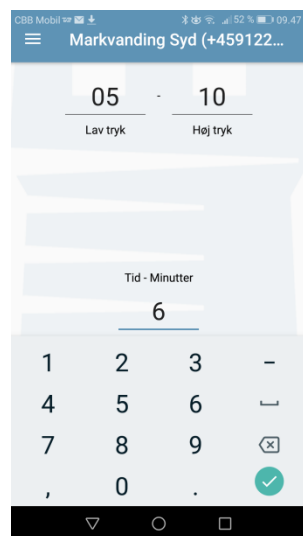 CBB Mobil 52 % 09.47
Markvanding Syd (+459122...
05 - 10
Lav tryk Høj tryk
Tid - Minutter
6
1 2 3 –
4 5 6
7 8 9
, 0 .